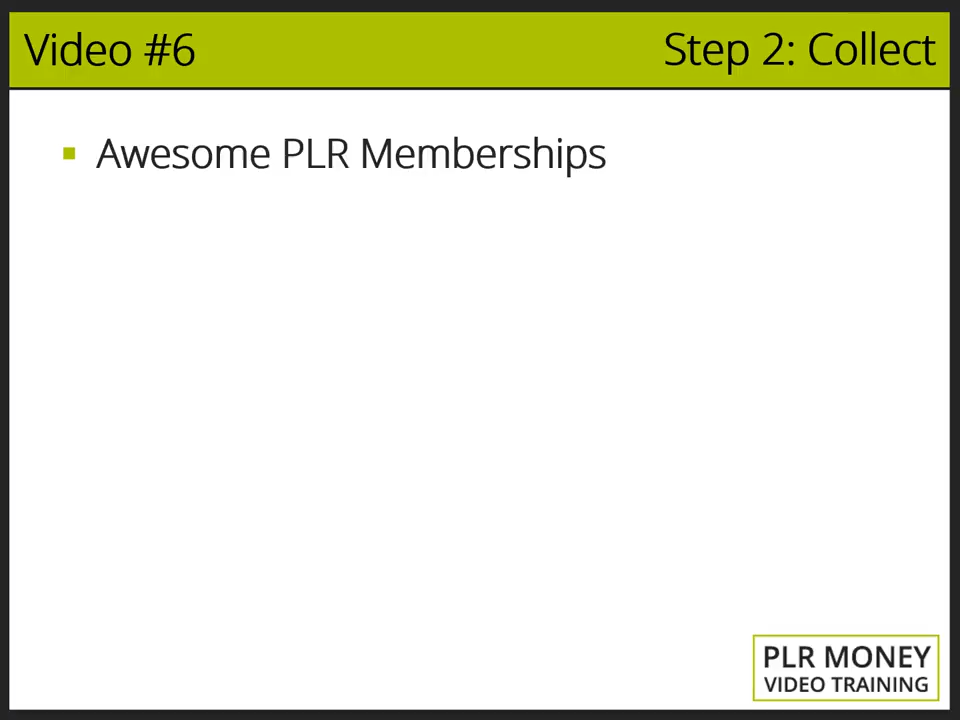 Video #6
Step 2: Collect
Awesome PLR Memberships
PLR MONEY
VIDEO TRAINING